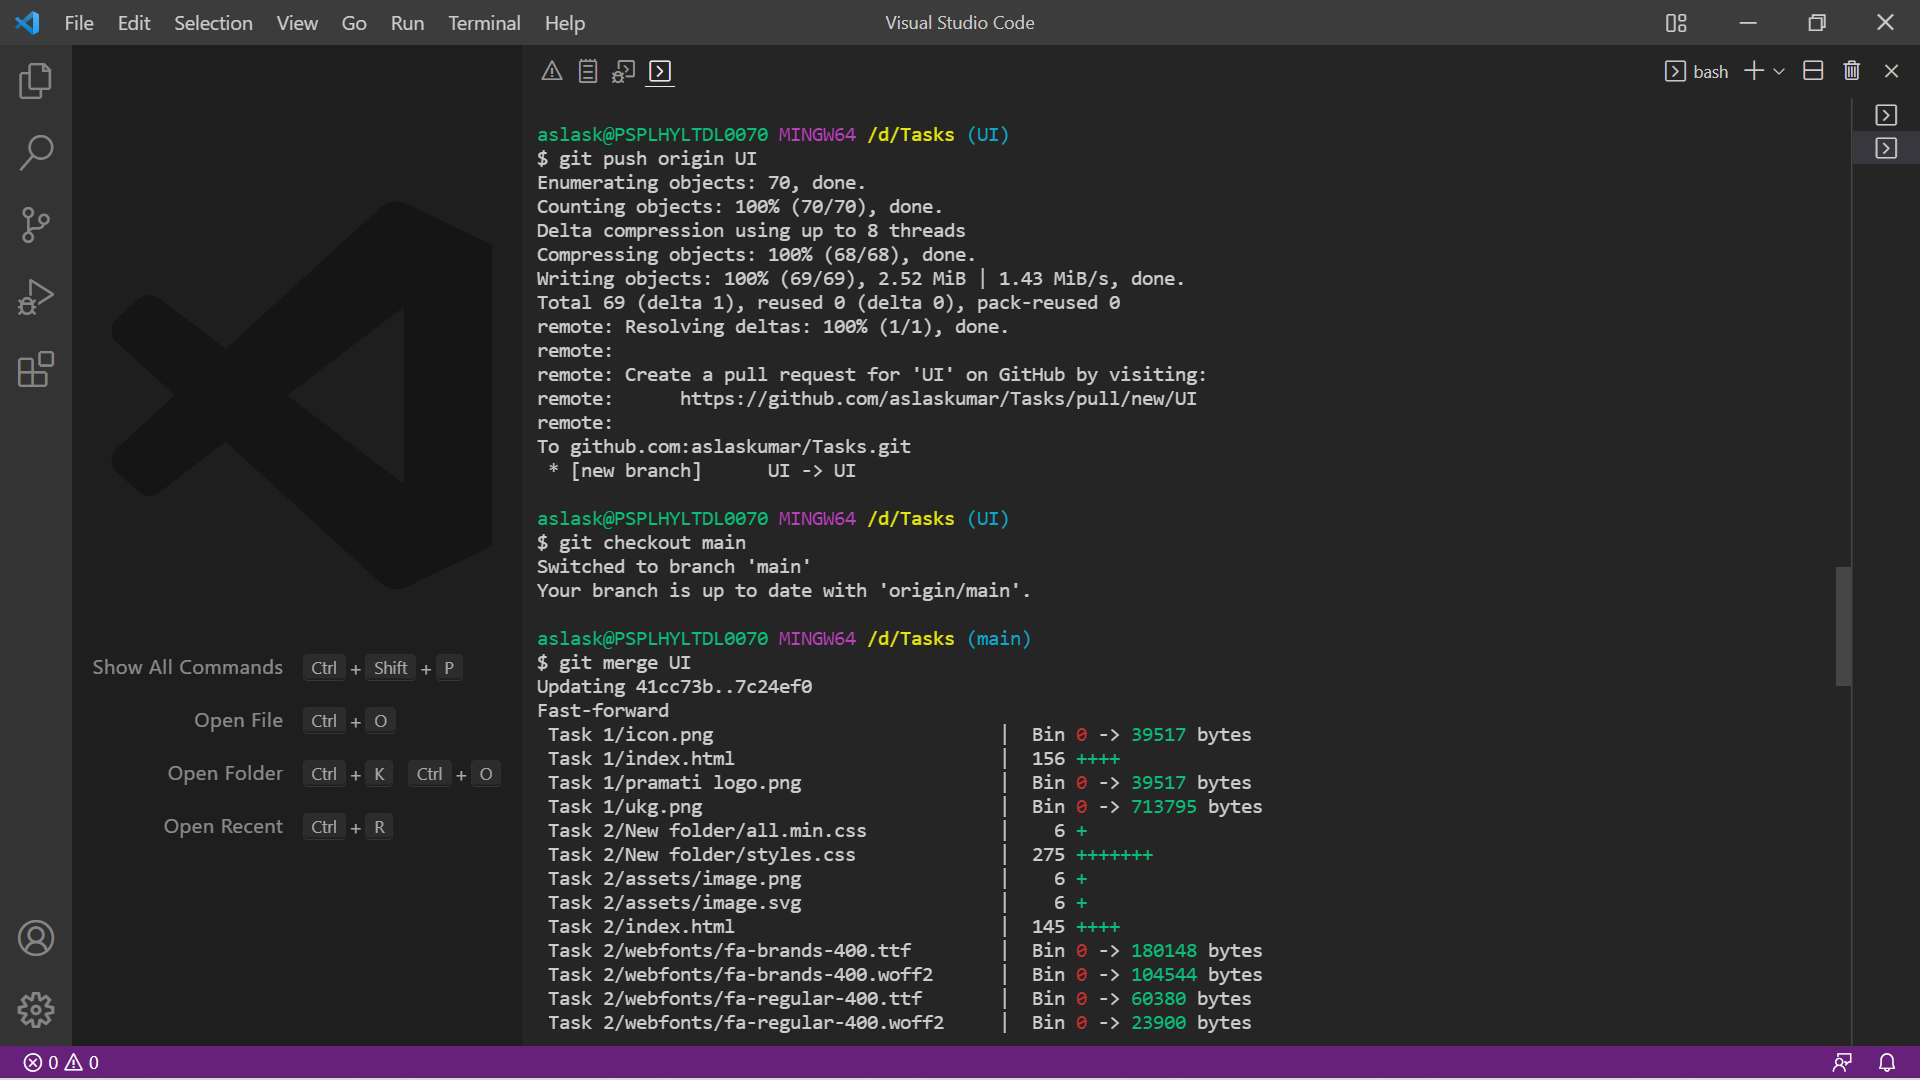 File Edit Selection View Go Run Terminal Help
Visual Studio Code
bash
aslask@PSPLHYLTDL0070 MINGW64 /d/Tasks (UI)
$ git push origin UI
Enumerating objects: 70, done.
Counting objects: 100% (70/70), done.
Delta compression using up to 8 threads
Compressing objects: 100% (68/68), done.
Writing objects: 100% (69/69), 2.52 MiB | 1.43 MiB/s, done.
Total 69 (delta 1), reused 0 (delta 0), pack-reused 0
remote: Resolving deltas: 100% (1/1), done.
remote:
remote: Create a pull request for 'UI' on GitHub by visiting:
remote:      https://github.com/aslaskumar/Tasks/pull/new/UI
remote:
To github.com:aslaskumar/Tasks.git
 * [new branch]      UI -> UI
aslask@PSPLHYLTDL0070 MINGW64 /d/Tasks (UI)
$ git checkout main
Switched to branch 'main'
Your branch is up to date with 'origin/main'.
aslask@PSPLHYLTDL0070 MINGW64 /d/Tasks (main)
$ git merge UI
Updating 41cc73b..7c24ef0
Fast-forward
 Task 1/icon.png                          |  Bin 0 -> 39517 bytes
 Task 1/index.html                        |  156 ++++
 Task 1/pramati logo.png                  |  Bin 0 -> 39517 bytes
 Task 1/ukg.png                           |  Bin 0 -> 713795 bytes
 Task 2/New folder/all.min.css            |    6 +
 Task 2/New folder/styles.css             |  275 +++++++
 Task 2/assets/image.png                  |    6 +
 Task 2/assets/image.svg                  |    6 +
 Task 2/index.html                        |  145 ++++
 Task 2/webfonts/fa-brands-400.ttf        |  Bin 0 -> 180148 bytes
 Task 2/webfonts/fa-brands-400.woff2      |  Bin 0 -> 104544 bytes
 Task 2/webfonts/fa-regular-400.ttf       |  Bin 0 -> 60380 bytes
 Task 2/webfonts/fa-regular-400.woff2     |  Bin 0 -> 23900 bytes
Show All Commands Ctrl + Shift + P
Open File Ctrl + O
Open Folder Ctrl + K Ctrl + O
Open Recent Ctrl + R
0 0